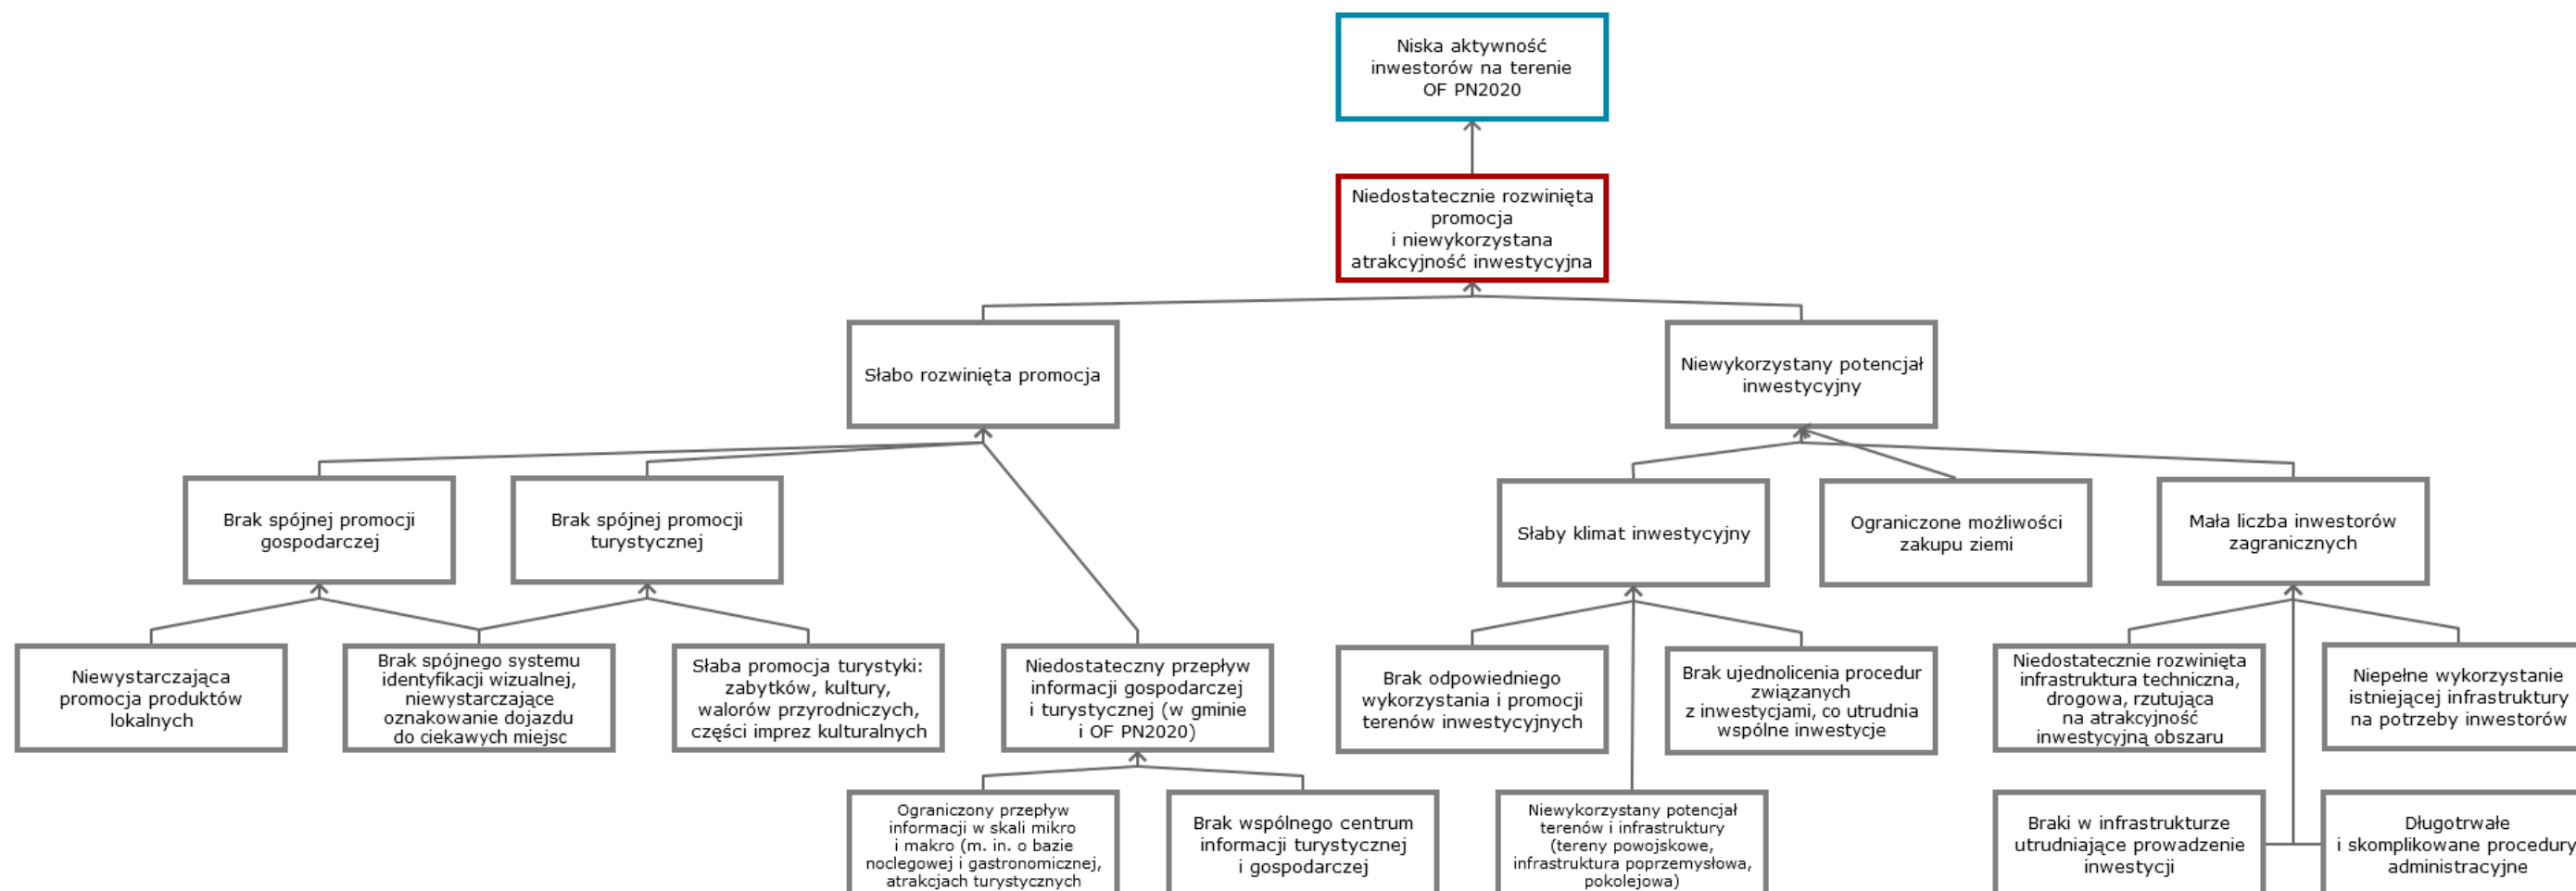 Niska aktywność
inwestorów na terenie
OF PN2020
Niedostatecznie rozwinięta
promocja
i niewykorzystana
atrakcyjność inwestycyjna
Słabo rozwinięta promocja
Niewykorzystany potencjał
inwestycyjny
Brak spójnej promocji
gospodarczej
Brak spójnej promocji
turystycznej
Słaby klimat inwestycyjny
Ograniczone możliwości
zakupu ziemi
Mała liczba inwestorów
zagranicznych
Niewystarczająca
promocja produktów
lokalnych
Brak spójnego systemu
identyfikacji wizualnej,
niewystarczające
oznakowanie dojazdu
do ciekawych miejsc
Słaba promocja turystyki:
zabytków, kultury,
walorów przyrodniczych,
części imprez kulturalnych
Niedostateczny przepływ
informacji gospodarczej
i turystycznej (w gminie
i OF PN2020)
Brak odpowiedniego
wykorzystania i promocji
terenów inwestycyjnych
Brak ujednolicenia procedur
związanych
z inwestycjami, co utrudnia
wspólne inwestycje
Niedostatecznie rozwinięta
infrastruktura techniczna,
drogowa, rzutująca
na atrakcyjność
inwestycyjną obszaru
Niepełne wykorzystanie
istniejącej infrastruktury
na potrzeby inwestorów
Ograniczony przepływ
informacji w skali mikro
i makro (m. in. o bazie
noclegowej i gastronomicznej,
atrakcjach turystycznych
Brak wspólnego centrum
informacji turystycznej
i gospodarczej
Niewykorzystany potencjał
terenów i infrastruktury
(tereny powojskowe,
infrastruktura poprzemysłowa,
pokolejowa)
Braki w infrastrukturze
utrudniające prowadzenie
inwestycji
Długotrwałe
i skomplikowane procedury
administracyjne